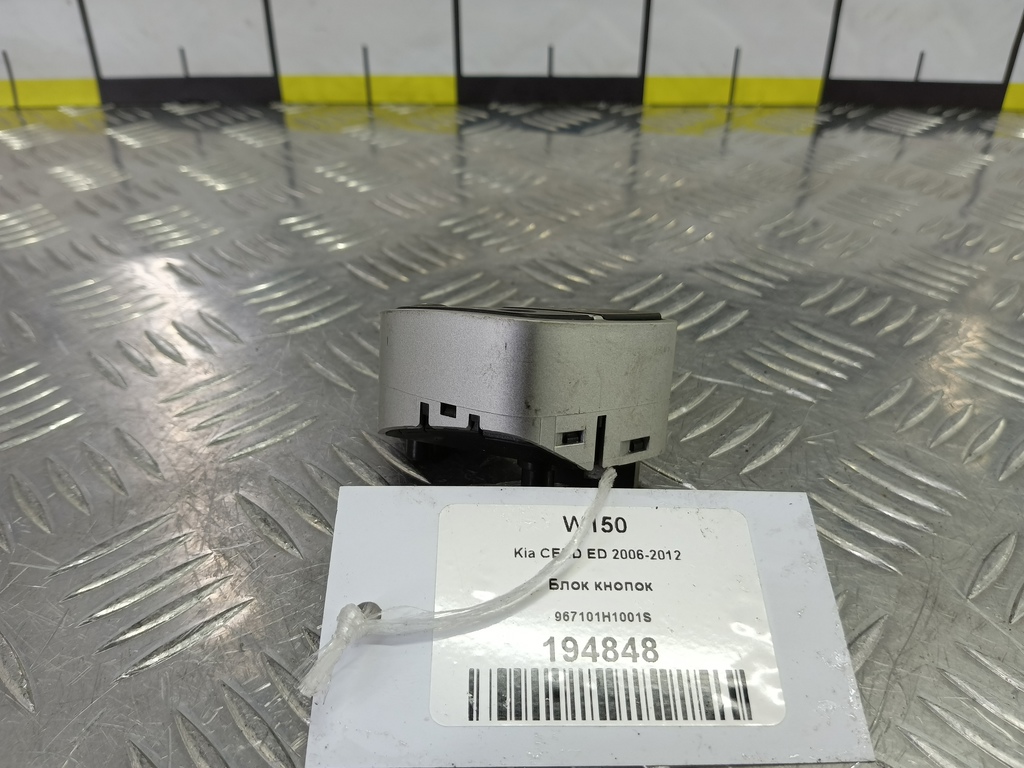 W150
Kia ED 2006-2012
Блок кнопок
967101H1001S
194848